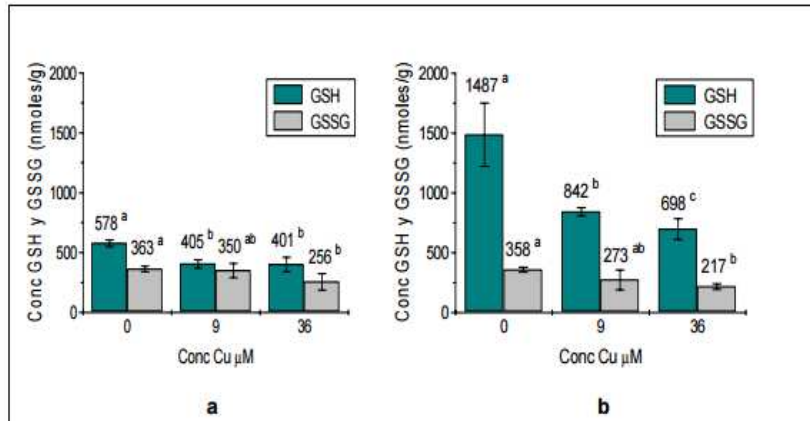 Conc GSH y GSSG (nmoles/g)
2000
1500
1000
500
0
GSH
GSSG
578 a
363 a
405 b
350 ab
401 b
256 b
0 9 36
Conc Cu µM
a
Conc GSH y GSSG (nmoles/g)
2000
1500
1000
500
0
GSH
GSSG
1487 a
358 a
842 b
273 ab
698 c
217 b
0 9 36
Conc Cu µM
b